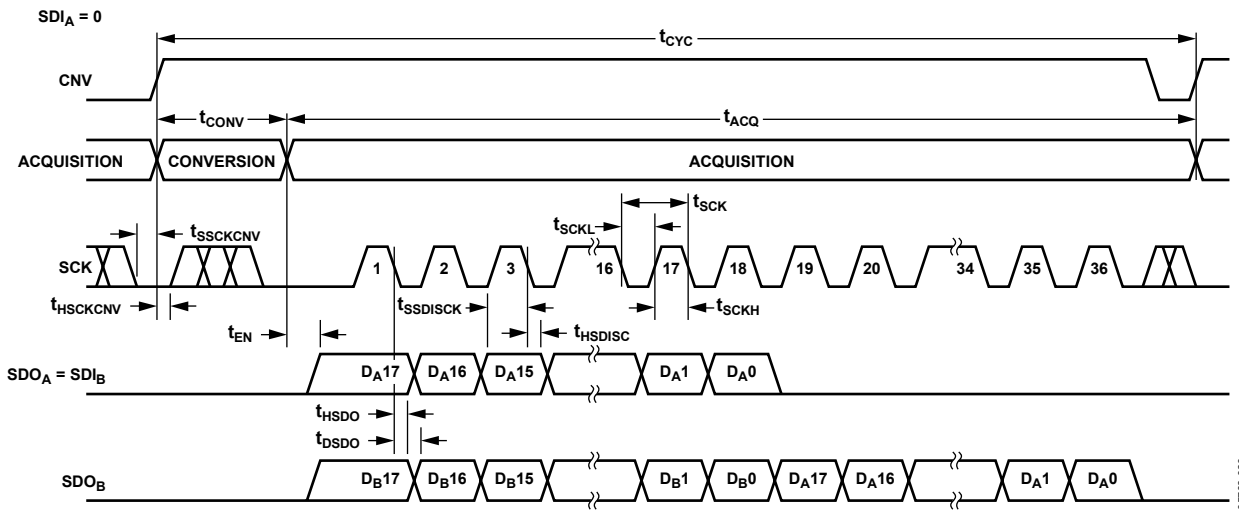 SDIA = 0
tCYC
CNV
tCONV
tACQ
ACQUISITION
CONVERSION
ACQUISITION
tSCK
tSCKL
tSSCKCNV
SCK
1 2 3 16 17 18 19 20 34 35 36
tHSCKCNV
tSSDISCK
tSCKH
tEN
tHSDISC
SDOA = SDIB
DA17 DA16 DA15 DA1 DA0
tHSDO
tDSDO
SDOB
DB17 DB16 DB15 DB1 DB0 DA17 DA16 DA1 DA0